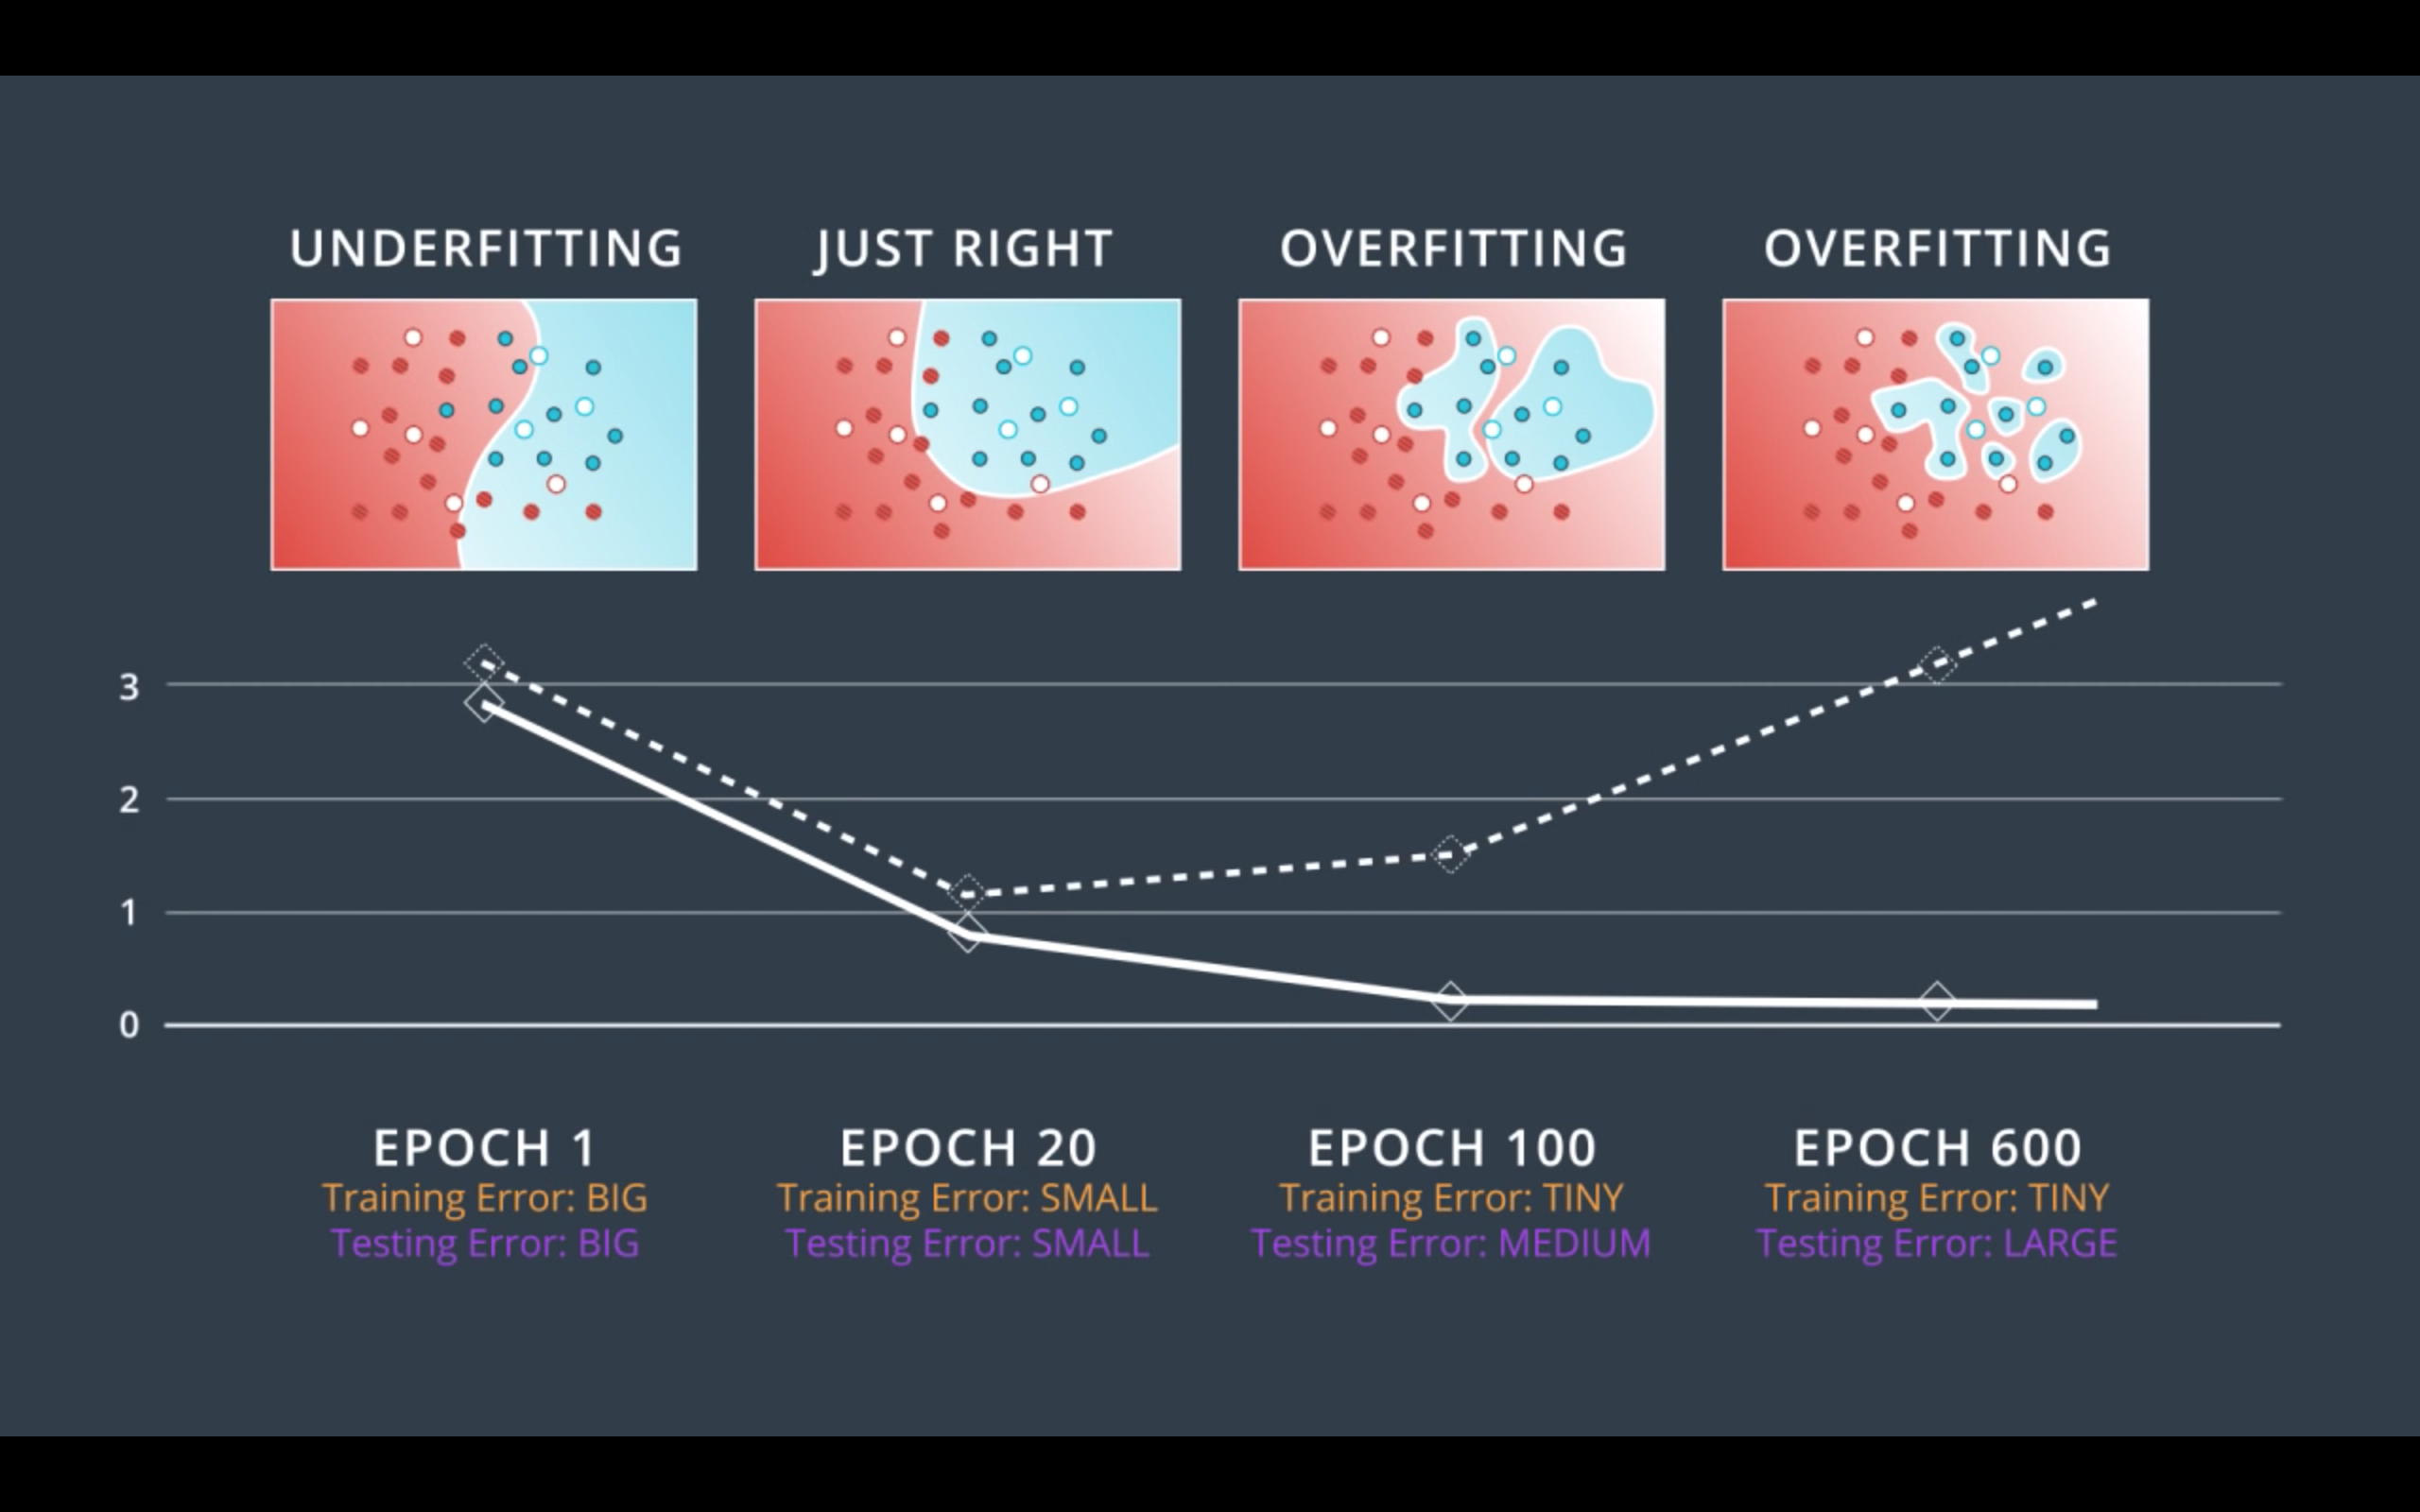 UNDERFITTING
JUST RIGHT
OVERFITTING
OVERFITTING
3
2
1
0
EPOCH 1
Training Error: BIG
Testing Error: BIG
EPOCH 20
Training Error: SMALL
Testing Error: SMALL
EPOCH 100
Training Error: TINY
Testing Error: MEDIUM
EPOCH 600
Training Error: TINY
Testing Error: LARGE